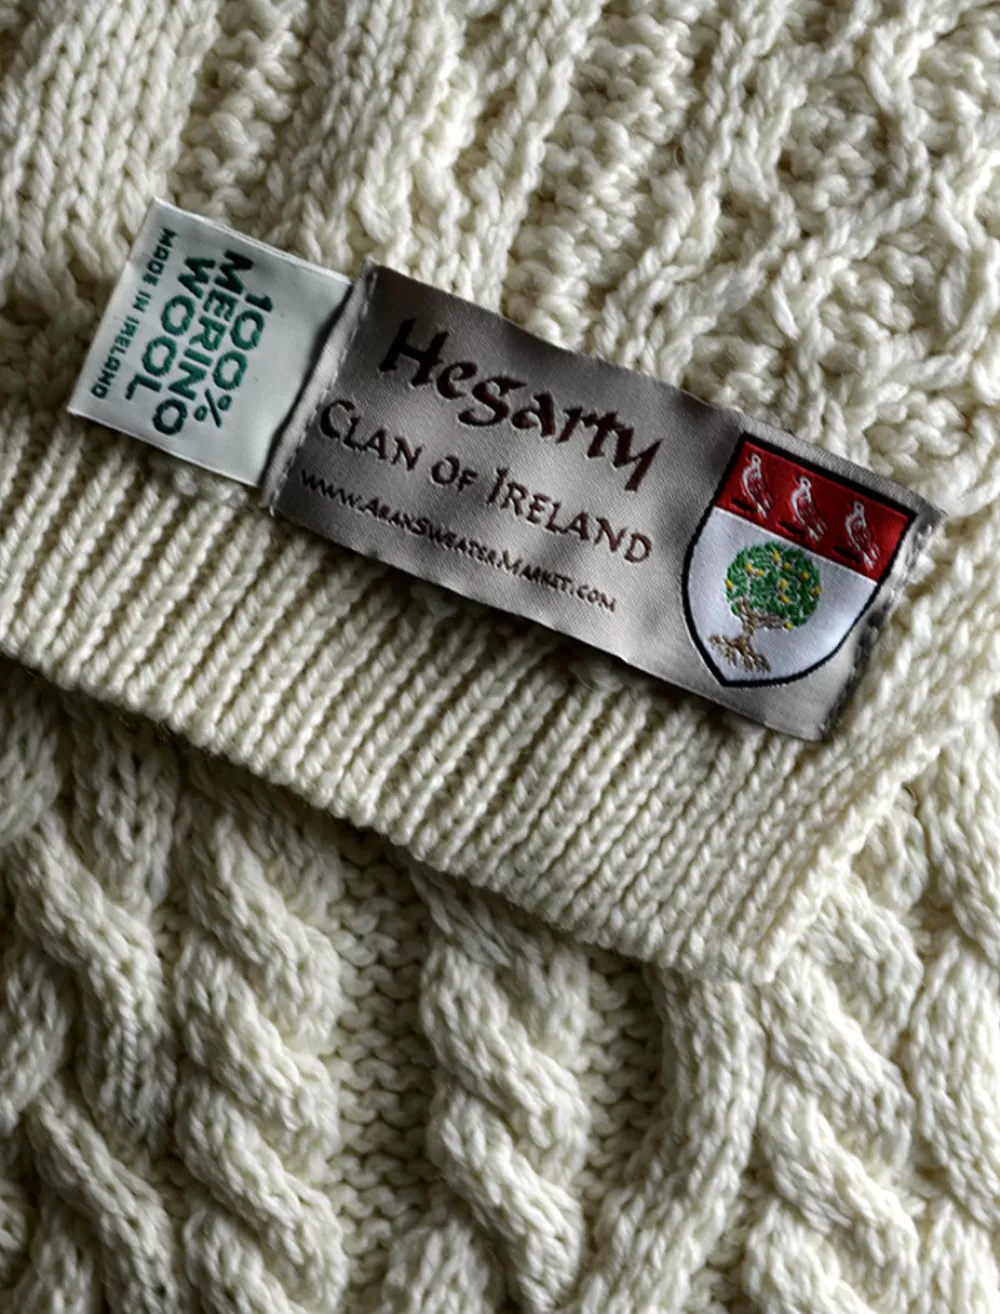 100%
MERINO
WOOL
MADE IN IRELAND
Hegarty
CLAN OF IRELAND
WWW.ARANSWEATERMARKET.COM